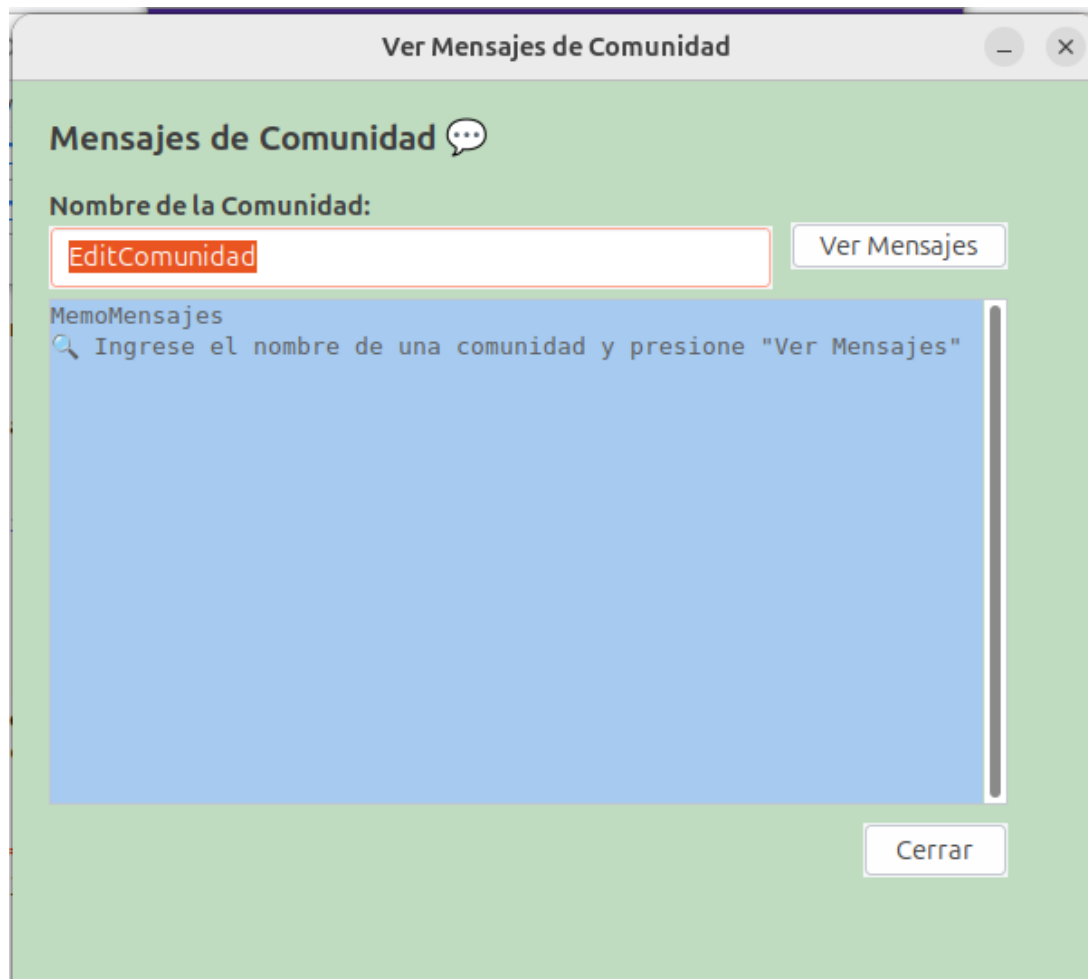 Ver Mensajes de Comunidad
Mensajes de Comunidad 💬
Nombre de la Comunidad:
EditComunidad
Ver Mensajes
MemoMensajes
🔍 Ingrese el nombre de una comunidad y presione "Ver Mensajes"
Cerrar